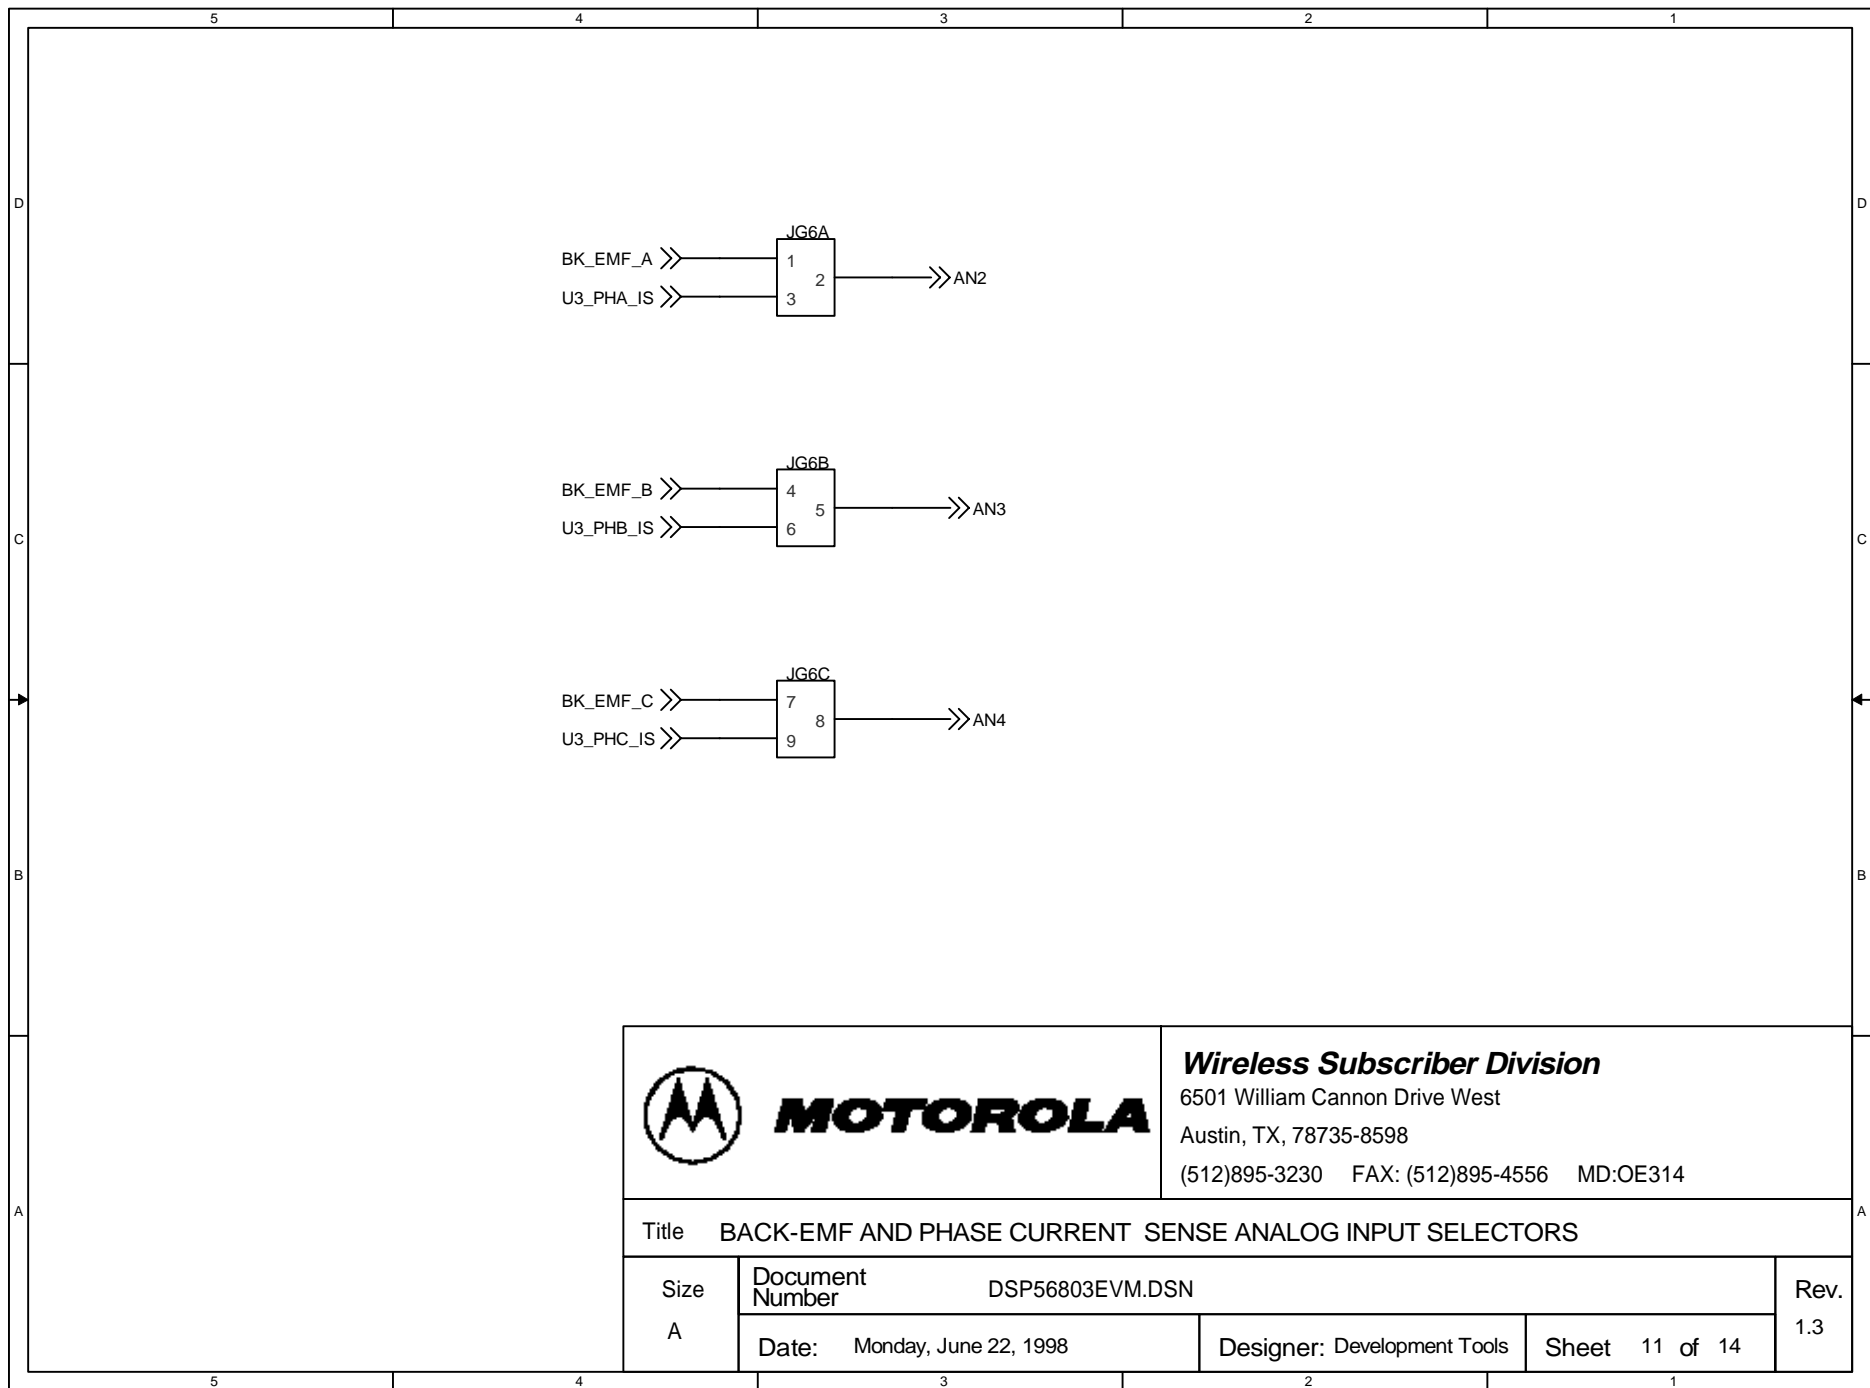 5 4 3 2 1
D D
JG6A
BK_EMF_A 1
2 AN2
U3_PHA_IS 3
JG6B
BK_EMF_B 4
5 AN3
U3_PHB_IS 6
C C
JG6C
BK_EMF_C 7
8 AN4
U3_PHC_IS 9
B B
MOTOROLA
Wireless Subscriber Division
6501 William Cannon Drive West
Austin, TX, 78735-8598
(512)895-3230 FAX: (512)895-4556 MD:OE314
A A
Title BACK-EMF AND PHASE CURRENT SENSE ANALOG INPUT SELECTORS
Size
A
Document
Number
DSP56803EVM.DSN
Rev.
1.3
Date: Monday, June 22, 1998
Designer: Development Tools
Sheet 11 of 14
5 4 3 2 1